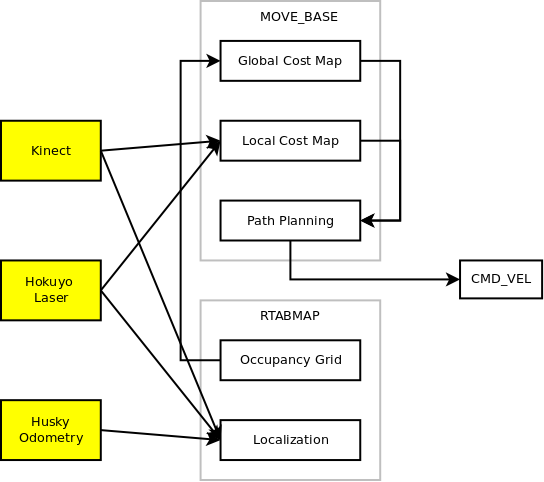 MOVE_BASE
Global Cost Map
Kinect
Local Cost Map
Path Planning
Hokuyo
Laser
CMD_VEL
RTABMAP
Occupancy Grid
Husky
Odometry
Localization